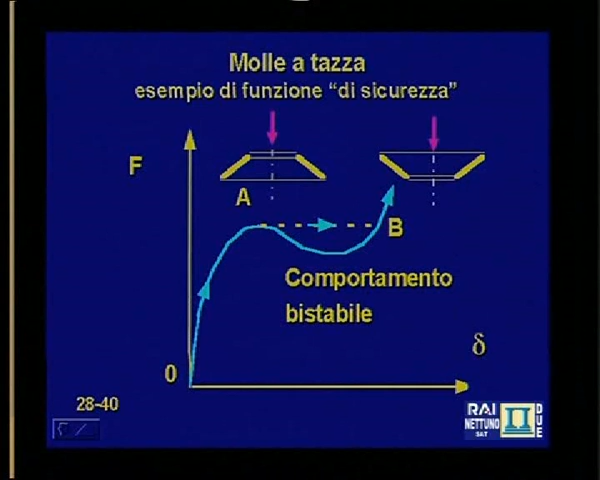 Molle a tazza
esempio di funzione “di sicurezza”
F
A
B
Comportamento
bistabile
δ
0
28-40
RAI
NETTUNO
SAT
DUE